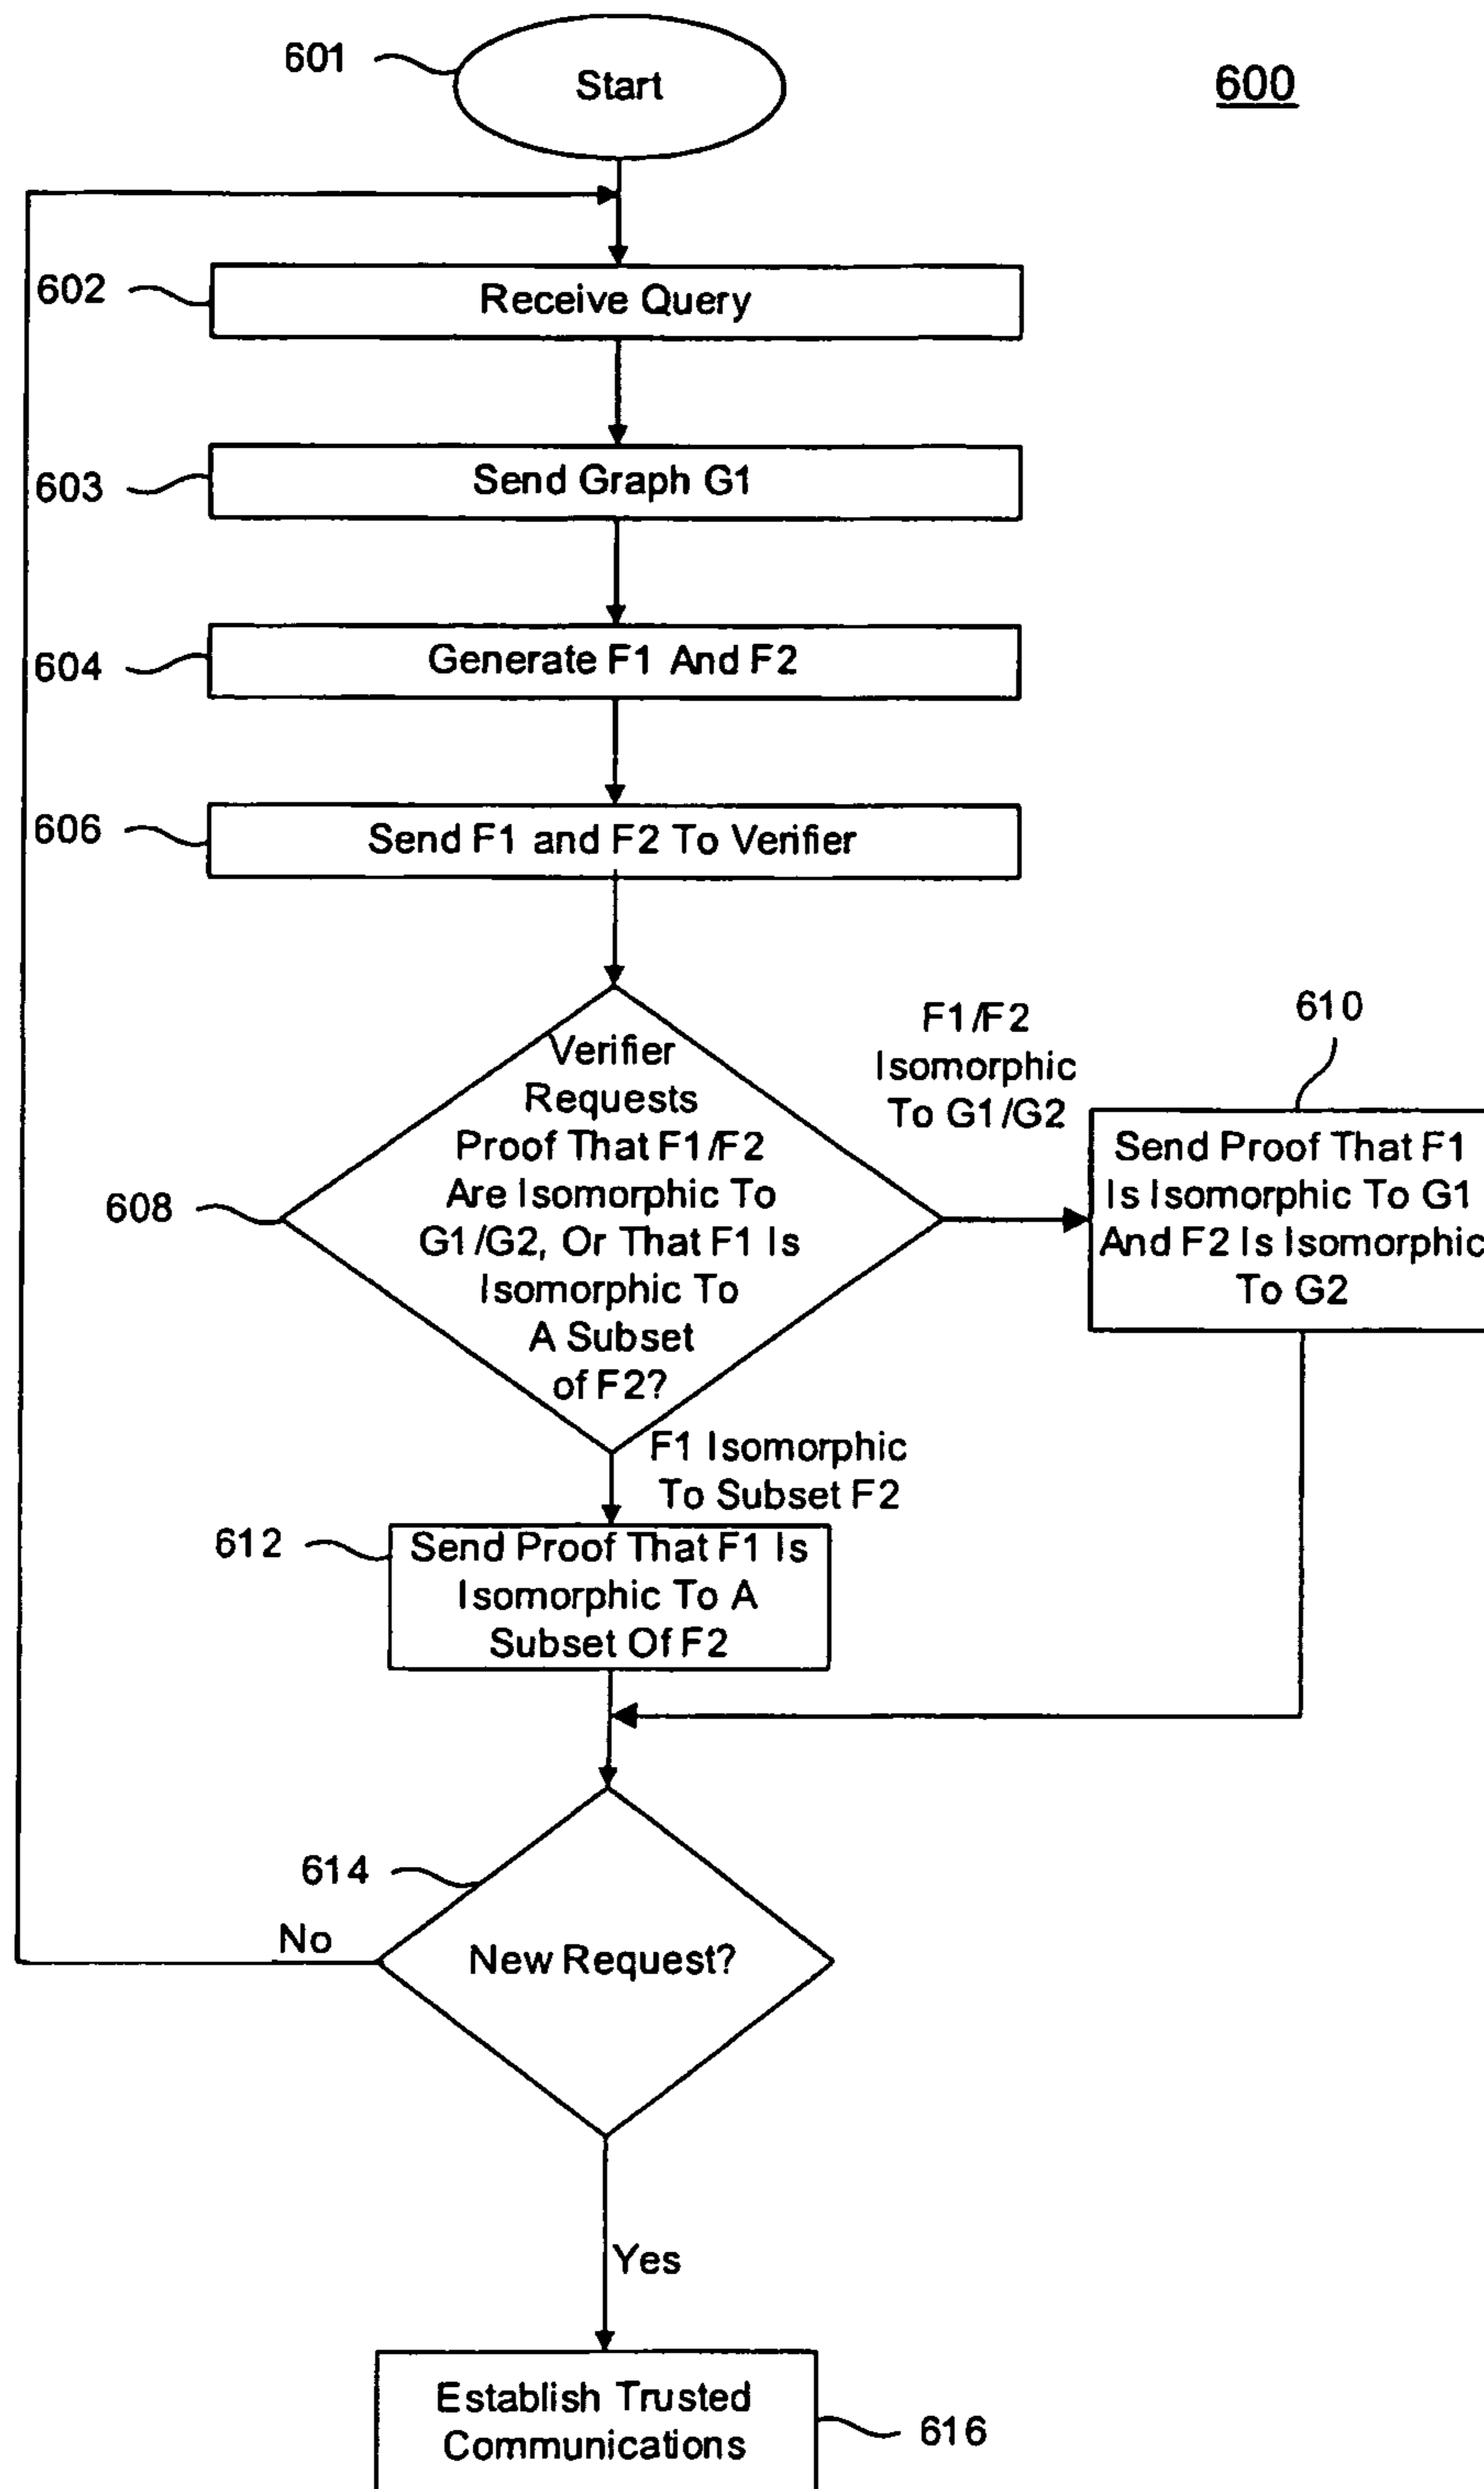 601
Start
600
602
Receive Query
603
Send Graph G1
604
Generate F1 And F2
606
Send F1 and F2 To Verifier
608
Verifier
Requests
Proof That F1/F2
Are Isomorphic To
G1/G2, Or That F1 Is
Isomorphic To
A Subset
of F2?
F1/F2
Isomorphic
To G1/G2
610
Send Proof That F1
Is Isomorphic To G1
And F2 Is Isomorphic
To G2
F1 Isomorphic
To Subset F2
612
Send Proof That F1 Is
Isomorphic To A
Subset Of F2
614
New Request?
No
Yes
Establish Trusted
Communications
616